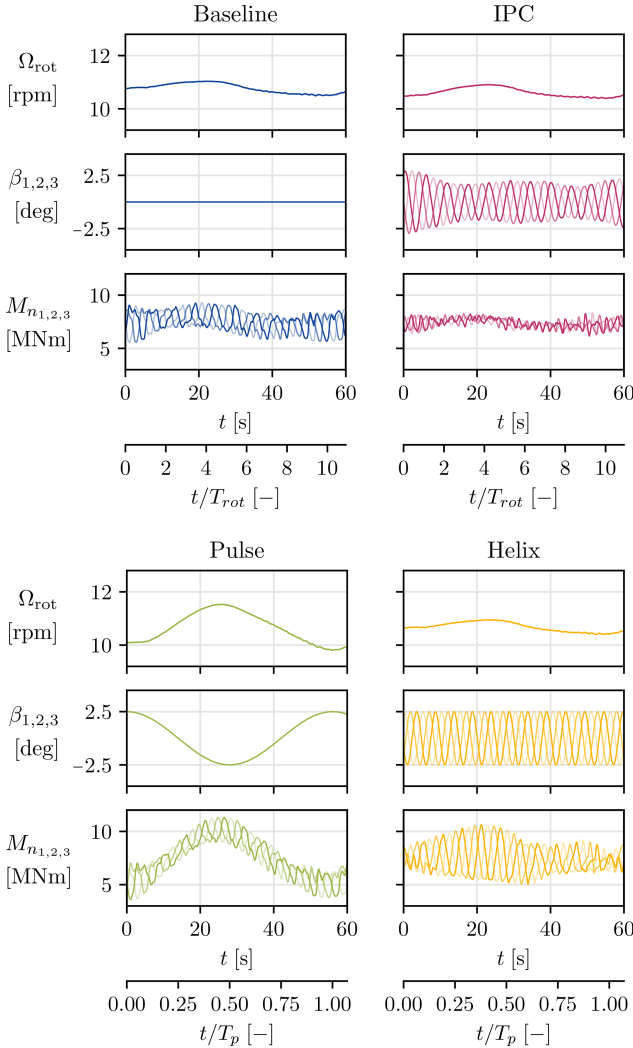 Baseline IPC
Ω_rot [rpm] 12 10 12 10
β_{1,2,3} [deg] 2.5 −2.5 2.5 −2.5
M_{n_{1,2,3}} [MNm] 10 5 10 5
0 20 40 60 0 20 40 60
t [s] t [s]
0 2 4 6 8 10 0 2 4 6 8 10
t/T_{rot} [−] t/T_{rot} [−]
Pulse Helix
Ω_rot [rpm] 12 10 12 10
β_{1,2,3} [deg] 2.5 −2.5 2.5 −2.5
M_{n_{1,2,3}} [MNm] 10 5 10 5
0 20 40 60 0 20 40 60
t [s] t [s]
0.00 0.25 0.50 0.75 1.00 0.00 0.25 0.50 0.75 1.00
t/T_p [−] t/T_p [−]